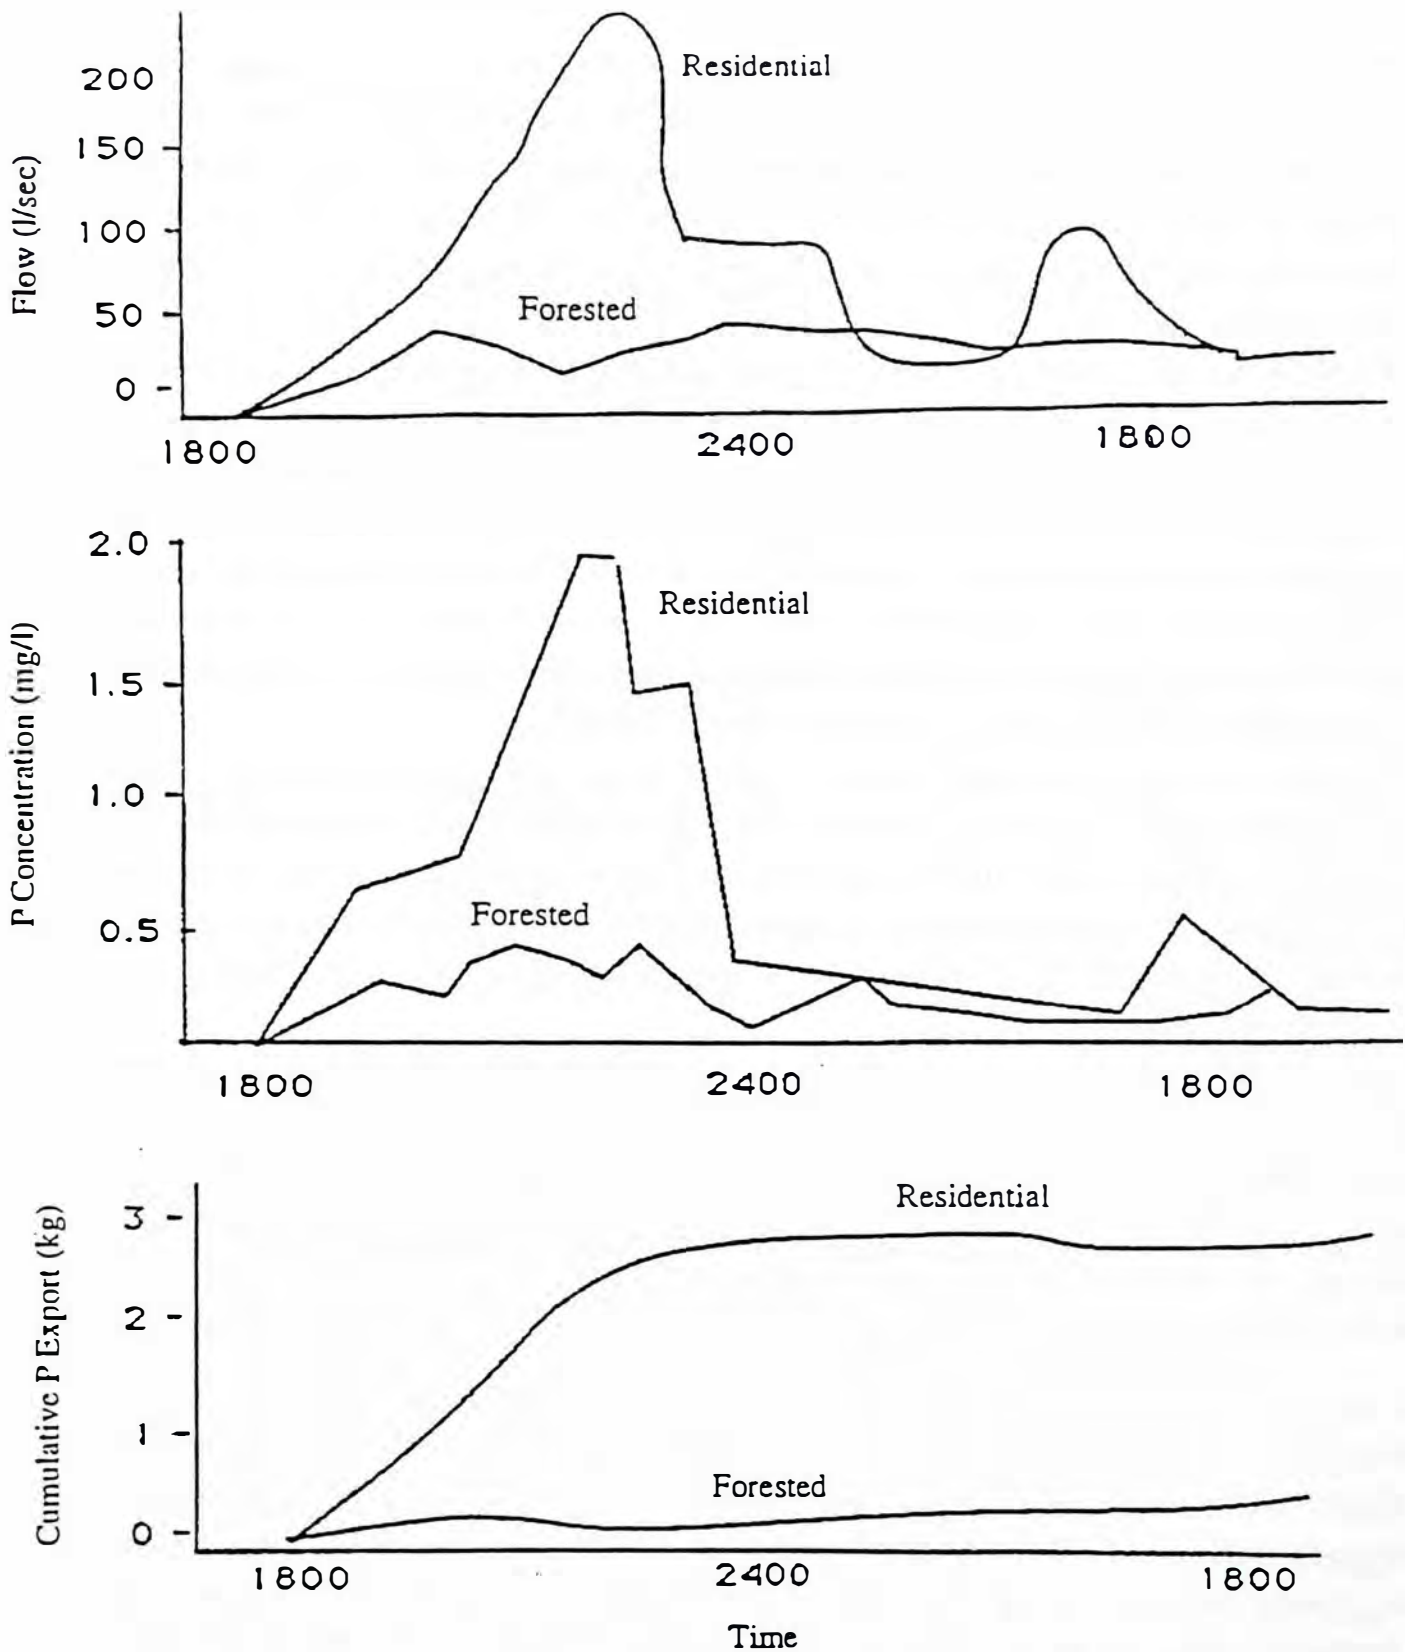 Flow (l/sec)
200
150
100
50
0
Residential
Forested
1800 2400 1800
P Concentration (mg/l)
2.0
1.5
1.0
0.5
Residential
Forested
1800 2400 1800
Cumulative P Export (kg)
3
2
1
0
Residential
Forested
1800 2400 1800
Time